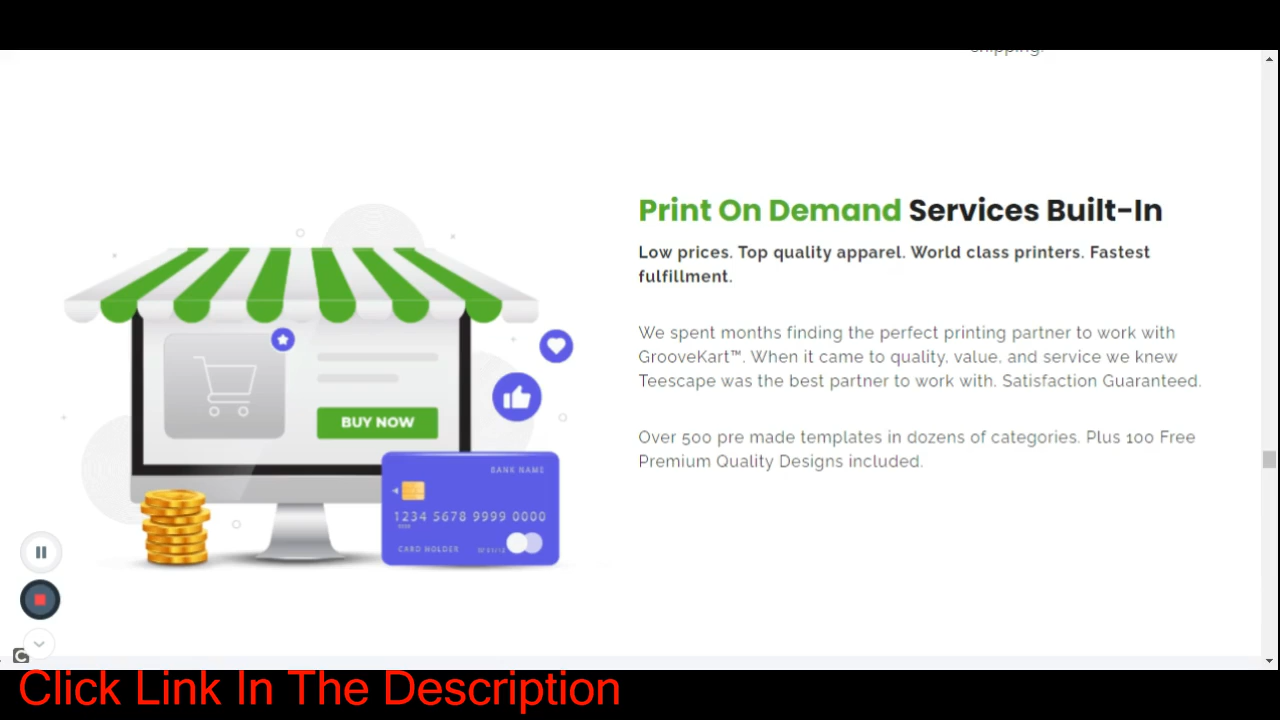 shipping!
Print On Demand Services Built-In
Low prices. Top quality apparel. World class printers. Fastest
fulfillment.
We spent months finding the perfect printing partner to work with
GrooveKart™. When it came to quality, value, and service we knew
Teescape was the best partner to work with. Satisfaction Guaranteed.
Over 500 pre made templates in dozens of categories. Plus 100 Free
Premium Quality Designs included.
BUY NOW
BANK NAME
1234 5678 9999 0000
CARD HOLDER
Click Link In The Description